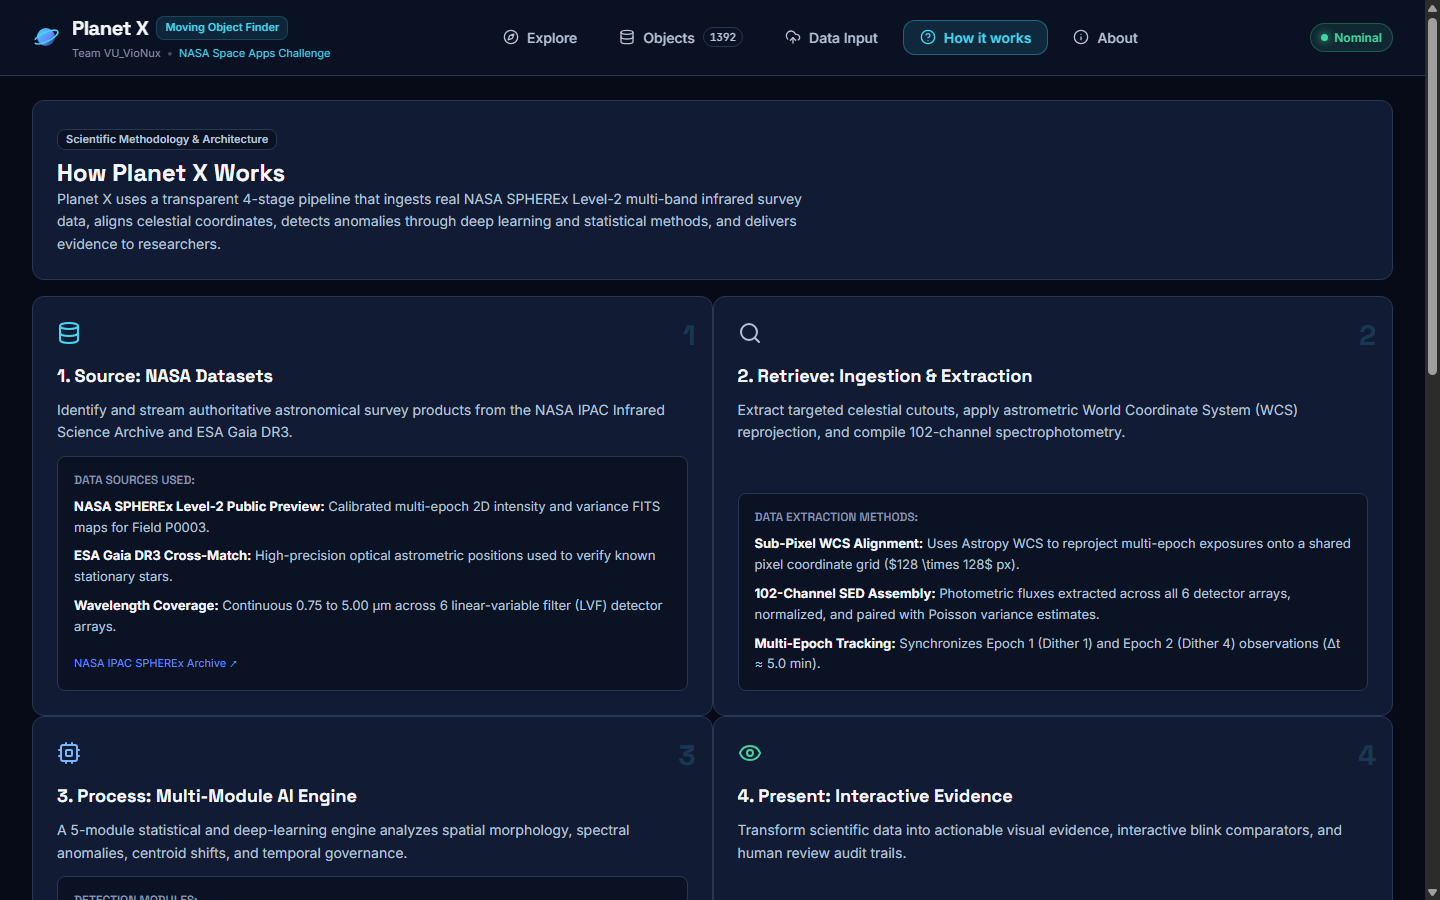 Planet X Moving Object Finder
Team VU_VioNux • NASA Space Apps Challenge
Explore
Objects 1392
Data Input
How it works
About
Nominal
Scientific Methodology & Architecture
How Planet X Works
Planet X uses a transparent 4-stage pipeline that ingests real NASA SPHEREx Level-2 multi-band infrared survey
data, aligns celestial coordinates, detects anomalies through deep learning and statistical methods, and delivers
evidence to researchers.
1
1. Source: NASA Datasets
Identify and stream authoritative astronomical survey products from the NASA IPAC Infrared
Science Archive and ESA Gaia DR3.
DATA SOURCES USED:
NASA SPHEREx Level-2 Public Preview: Calibrated multi-epoch 2D intensity and variance FITS
maps for Field P0003.
ESA Gaia DR3 Cross-Match: High-precision optical astrometric positions used to verify known
stationary stars.
Wavelength Coverage: Continuous 0.75 to 5.00 µm across 6 linear-variable filter (LVF) detector
arrays.
NASA IPAC SPHEREx Archive ↗
2
2. Retrieve: Ingestion & Extraction
Extract targeted celestial cutouts, apply astrometric World Coordinate System (WCS)
reprojection, and compile 102-channel spectrophotometry.
DATA EXTRACTION METHODS:
Sub-Pixel WCS Alignment: Uses Astropy WCS to reproject multi-epoch exposures onto a shared
pixel coordinate grid ($128 \times 128$ px).
102-Channel SED Assembly: Photometric fluxes extracted across all 6 detector arrays,
normalized, and paired with Poisson variance estimates.
Multi-Epoch Tracking: Synchronizes Epoch 1 (Dither 1) and Epoch 2 (Dither 4) observations (Δt
≈ 5.0 min).
3
3. Process: Multi-Module AI Engine
A 5-module statistical and deep-learning engine analyzes spatial morphology, spectral
anomalies, centroid shifts, and temporal governance.
DETECTION MODULES:
4
4. Present: Interactive Evidence
Transform scientific data into actionable visual evidence, interactive blink comparators, and
human review audit trails.